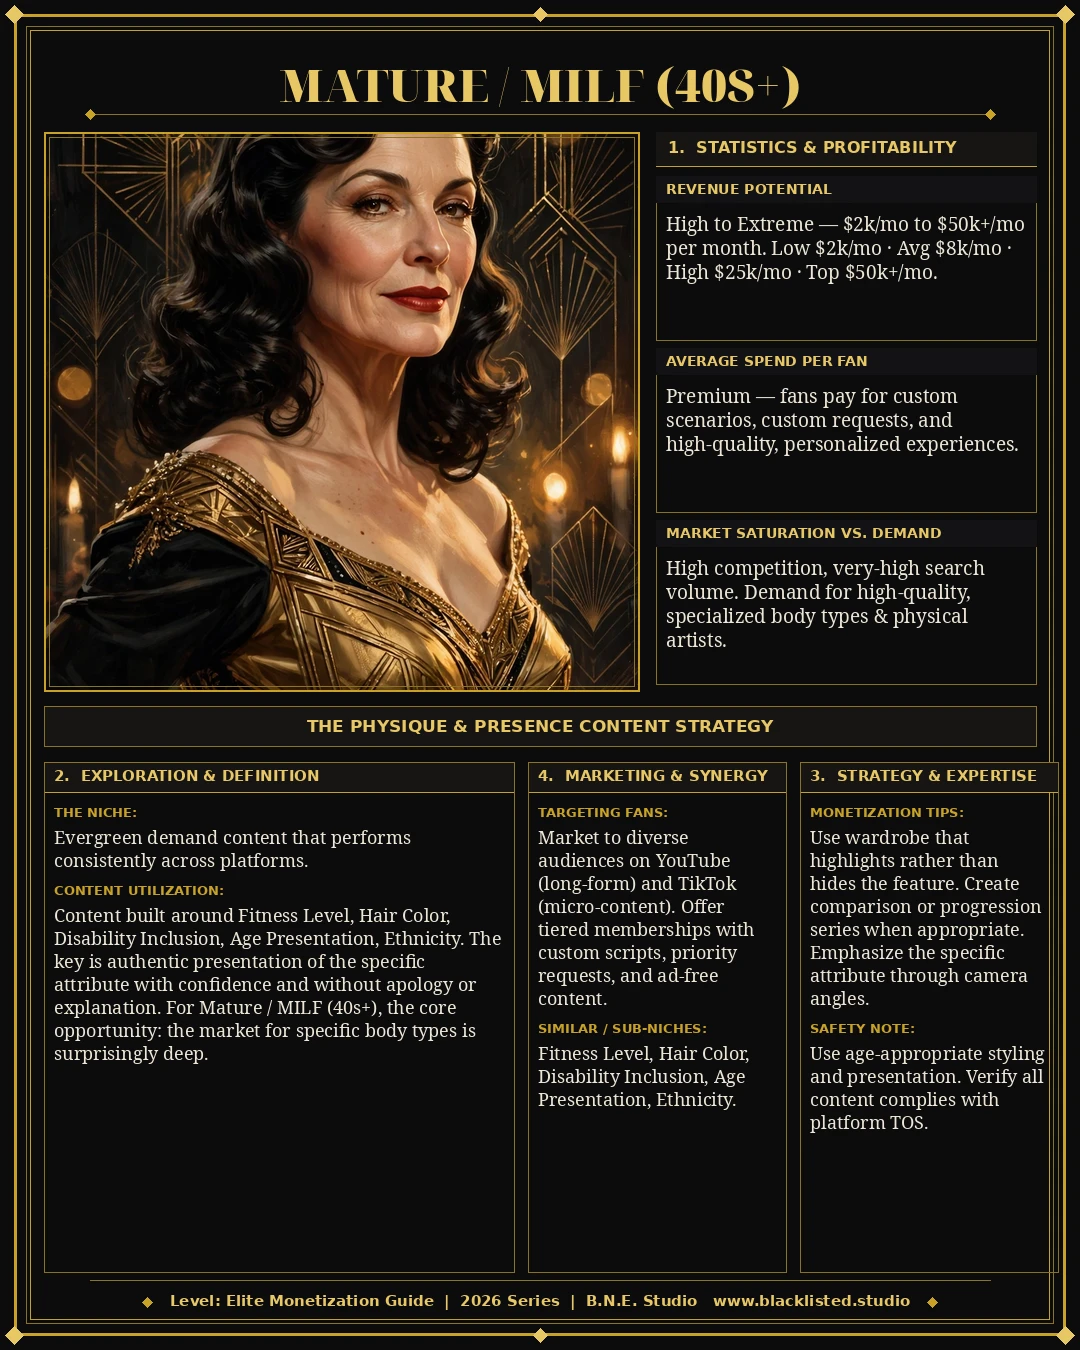 MATURE / MILF (40S+)
1. STATISTICS & PROFITABILITY
REVENUE POTENTIAL
High to Extreme — $2k/mo to $50k+/mo
per month. Low $2k/mo · Avg $8k/mo ·
High $25k/mo · Top $50k+/mo.
AVERAGE SPEND PER FAN
Premium — fans pay for custom
scenarios, custom requests, and
high-quality, personalized experiences.
MARKET SATURATION VS. DEMAND
High competition, very-high search
volume. Demand for high-quality,
specialized body types & physical
artists.
THE PHYSIQUE & PRESENCE CONTENT STRATEGY
2. EXPLORATION & DEFINITION
THE NICHE:
Evergreen demand content that performs
consistently across platforms.
CONTENT UTILIZATION:
Content built around Fitness Level, Hair Color,
Disability Inclusion, Age Presentation, Ethnicity. The
key is authentic presentation of the specific
attribute with confidence and without apology or
explanation. For Mature / MILF (40s+), the core
opportunity: the market for specific body types is
surprisingly deep.
4. MARKETING & SYNERGY
TARGETING FANS:
Market to diverse
audiences on YouTube
(long-form) and TikTok
(micro-content). Offer
tiered memberships with
custom scripts, priority
requests, and ad-free
content.
SIMILAR / SUB-NICHES:
Fitness Level, Hair Color,
Disability Inclusion, Age
Presentation, Ethnicity.
3. STRATEGY & EXPERTISE
MONETIZATION TIPS:
Use wardrobe that
highlights rather than
hides the feature. Create
comparison or progression
series when appropriate.
Emphasize the specific
attribute through camera
angles.
SAFETY NOTE:
Use age-appropriate styling
and presentation. Verify all
content complies with
platform TOS.
Level: Elite Monetization Guide | 2026 Series | B.N.E. Studio www.blacklisted.studio